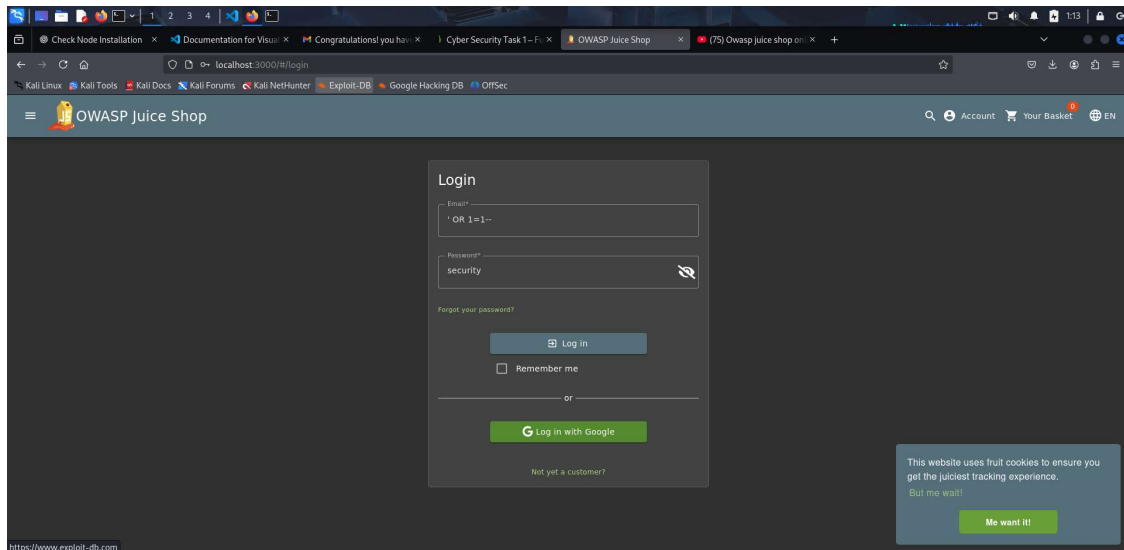 1 2 3 4 1:13 G
Check Node Installation × Documentation for Visual × Congratulations! you hav × Cyber Security Task 1 – Fu × OWASP Juice Shop × (75) Owasp juice shop onl × +
localhost:3000/#/login
Kali Linux Kali Tools Kali Docs Kali Forums Kali NetHunter Exploit-DB Google Hacking DB OffSec
OWASP Juice Shop Account Your Basket 0 EN
Login
Email*
' OR 1=1--
Password*
security
Forgot your password?
Log in
Remember me
or
G Log in with Google
Not yet a customer?
This website uses fruit cookies to ensure you
get the juiciest tracking experience.
But me wait!
Me want it!
https://www.exploit-db.com